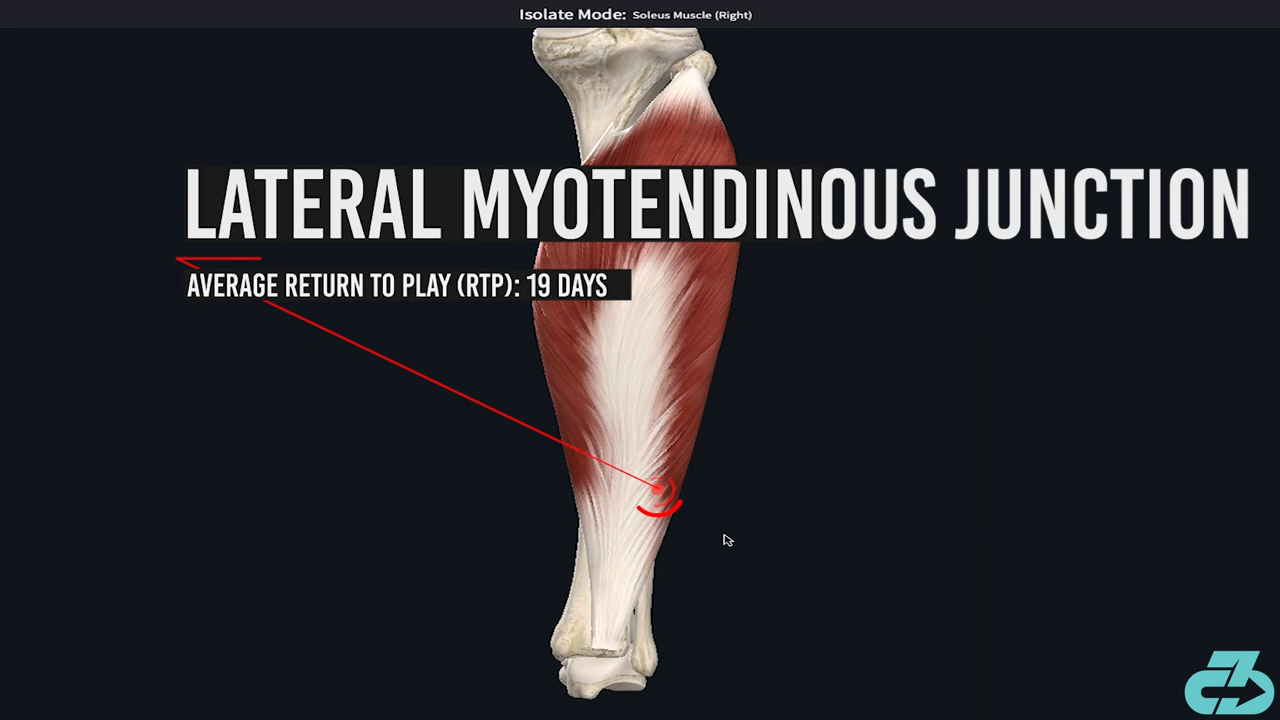 Isolate Mode: Soleus Muscle (Right)
LATERAL MYOTENDINOUS JUNCTION
AVERAGE RETURN TO PLAY (RTP): 19 DAYS